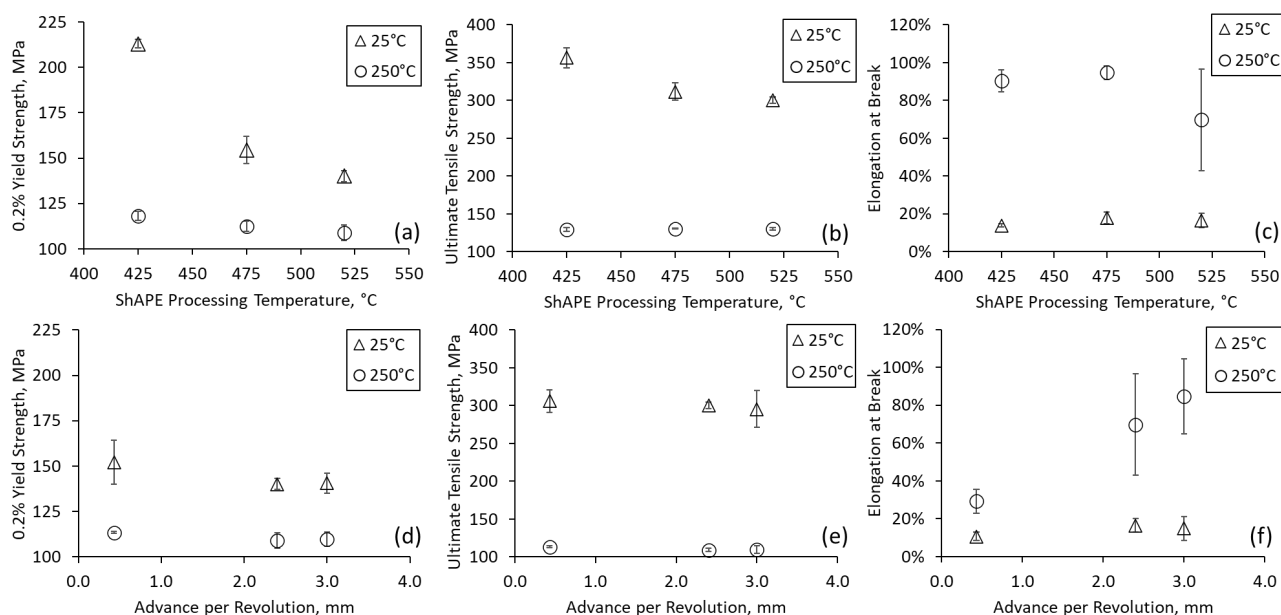 0.2% Yield Strength, MPa
225
200
175
150
125
100
400 425 450 475 500 525 550
ShAPE Processing Temperature, °C
25°C
250°C
(a)
Ultimate Tensile Strength, MPa
400
350
300
250
200
150
100
400 425 450 475 500 525 550
ShAPE Processing Temperature, °C
25°C
250°C
(b)
Elongation at Break
120%
100%
80%
60%
40%
20%
0%
400 425 450 475 500 525 550
ShAPE Processing Temperature, °C
25°C
250°C
(c)
0.2% Yield Strength, MPa
225
200
175
150
125
100
0.0 1.0 2.0 3.0 4.0
Advance per Revolution, mm
25°C
250°C
(d)
Ultimate Tensile Strength, MPa
400
350
300
250
200
150
100
0.0 1.0 2.0 3.0 4.0
Advance per Revolution, mm
25°C
250°C
(e)
Elongation at Break
120%
100%
80%
60%
40%
20%
0%
0.0 1.0 2.0 3.0 4.0
Advance per Revolution, mm
25°C
250°C
(f)